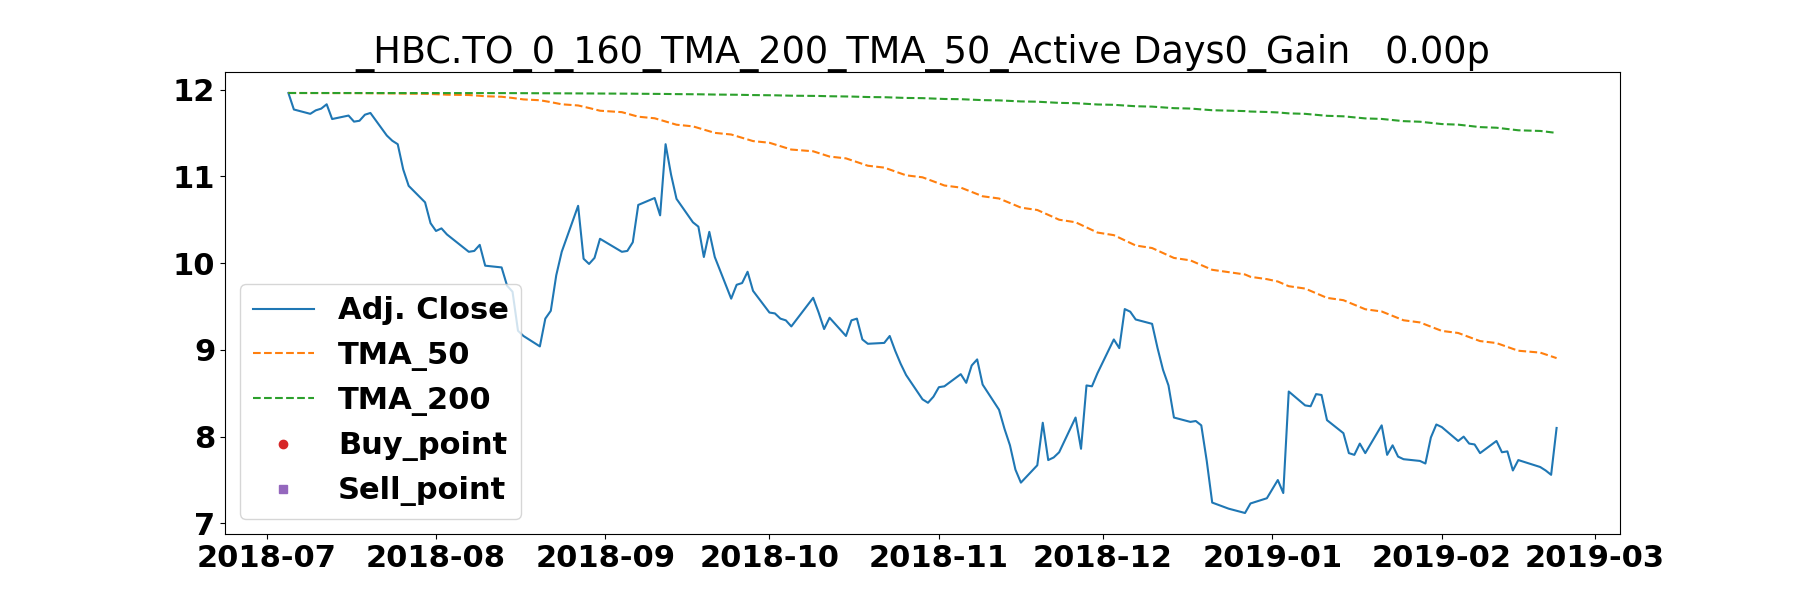 _HBC.TO_0_160_TMA_200_TMA_50_Active Days0_Gain   0.00p
12
11
10
9
8
7
Adj. Close
TMA_50
TMA_200
Buy_point
Sell_point
2018-07 2018-08 2018-09 2018-10 2018-11 2018-12 2019-01 2019-02 2019-03